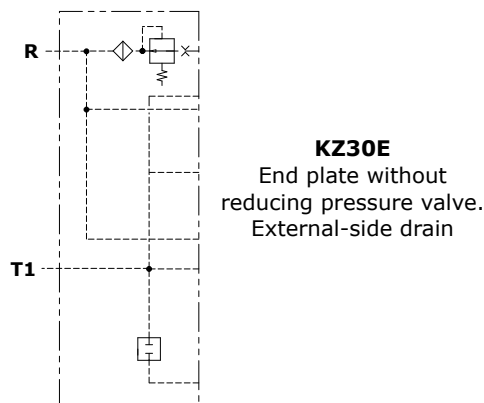 R
KZ30E
End plate without
reducing pressure valve.
External-side drain
T1